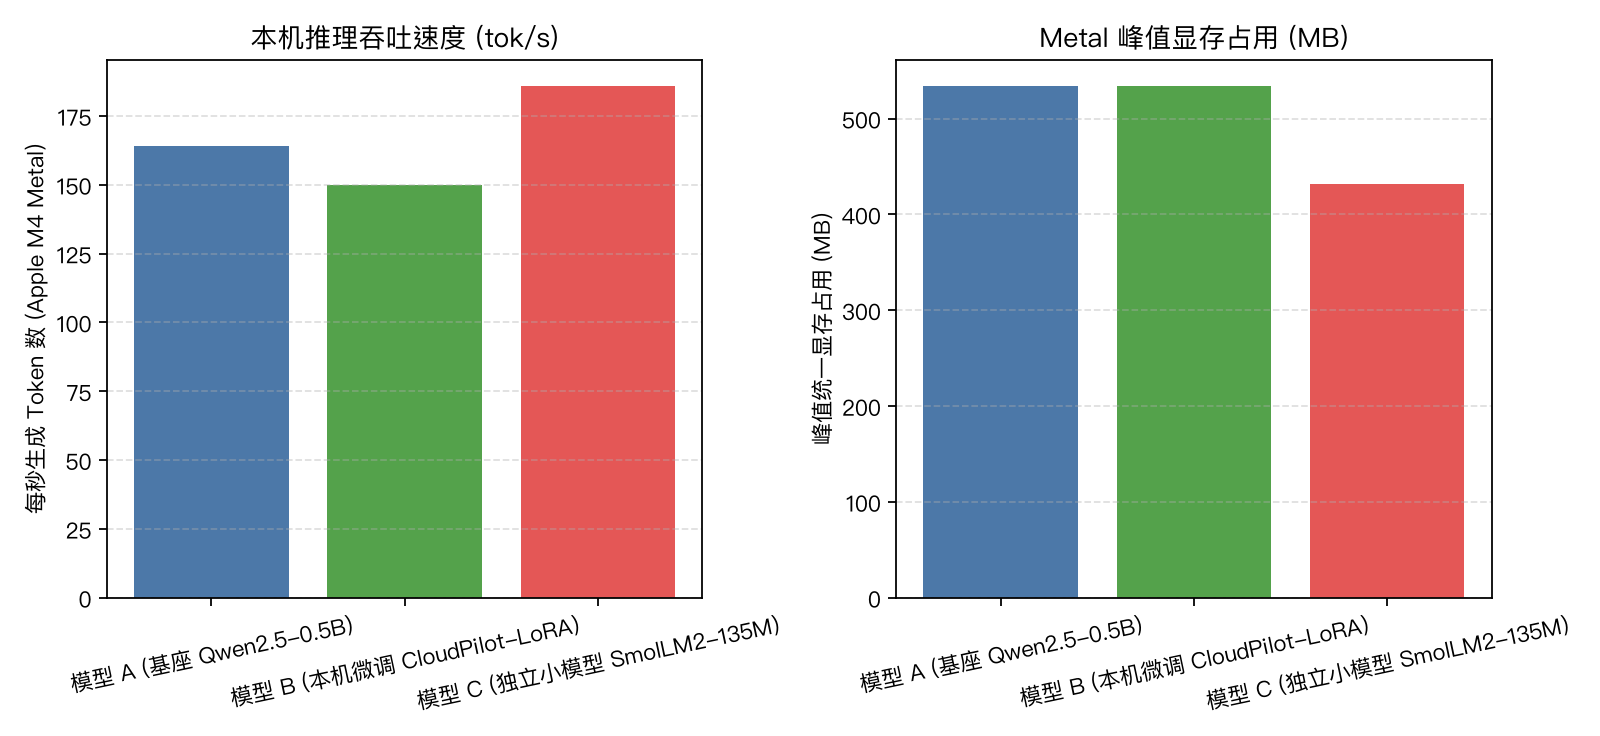 本机推理吞吐速度 (tok/s)
每秒生成 Token 数 (Apple M4 Metal)
175
150
125
100
75
50
25
0
模型 A (基座 Qwen2.5-0.5B)
模型 B (本机微调 CloudPilot-LoRA)
模型 C (独立小模型 SmolLM2-135M)
Metal 峰值显存占用 (MB)
峰值统一显存占用 (MB)
500
400
300
200
100
0
模型 A (基座 Qwen2.5-0.5B)
模型 B (本机微调 CloudPilot-LoRA)
模型 C (独立小模型 SmolLM2-135M)